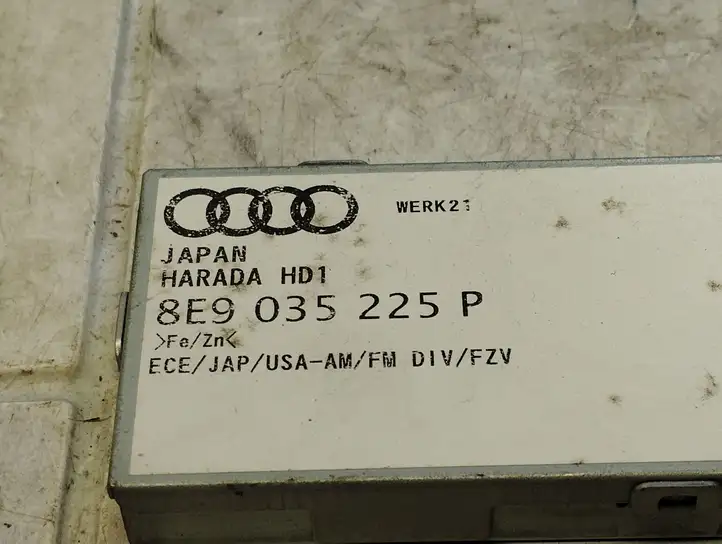 WERK21
JAPAN
HARADA HD1
8E9 035 225 P
>Fe/Zn<
ECE/JAP/USA-AM/FM DIV/FZV